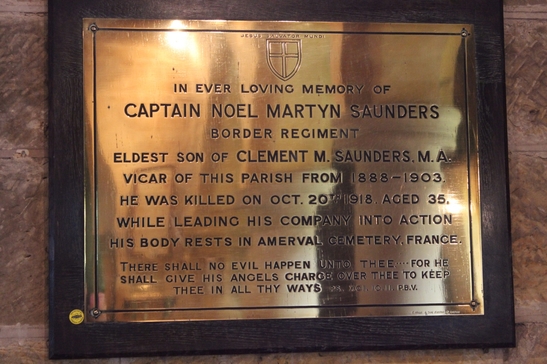 JESUS SALVATOR MUNDI
IN EVER LOVING MEMORY OF
CAPTAIN NOEL MARTYN SAUNDERS
BORDER REGIMENT
ELDEST SON OF CLEMENT M. SAUNDERS, M.A.
VICAR OF THIS PARISH FROM 1888-1903.
HE WAS KILLED ON OCT. 20TH 1918, AGED 35,
WHILE LEADING HIS COMPANY INTO ACTION
HIS BODY RESTS IN AMERVAL CEMETERY, FRANCE.
THERE SHALL NO EVIL HAPPEN UNTO THEE .... FOR HE
SHALL GIVE HIS ANGELS CHARGE OVER THEE TO KEEP
THEE IN ALL THY WAYS P.B.V.